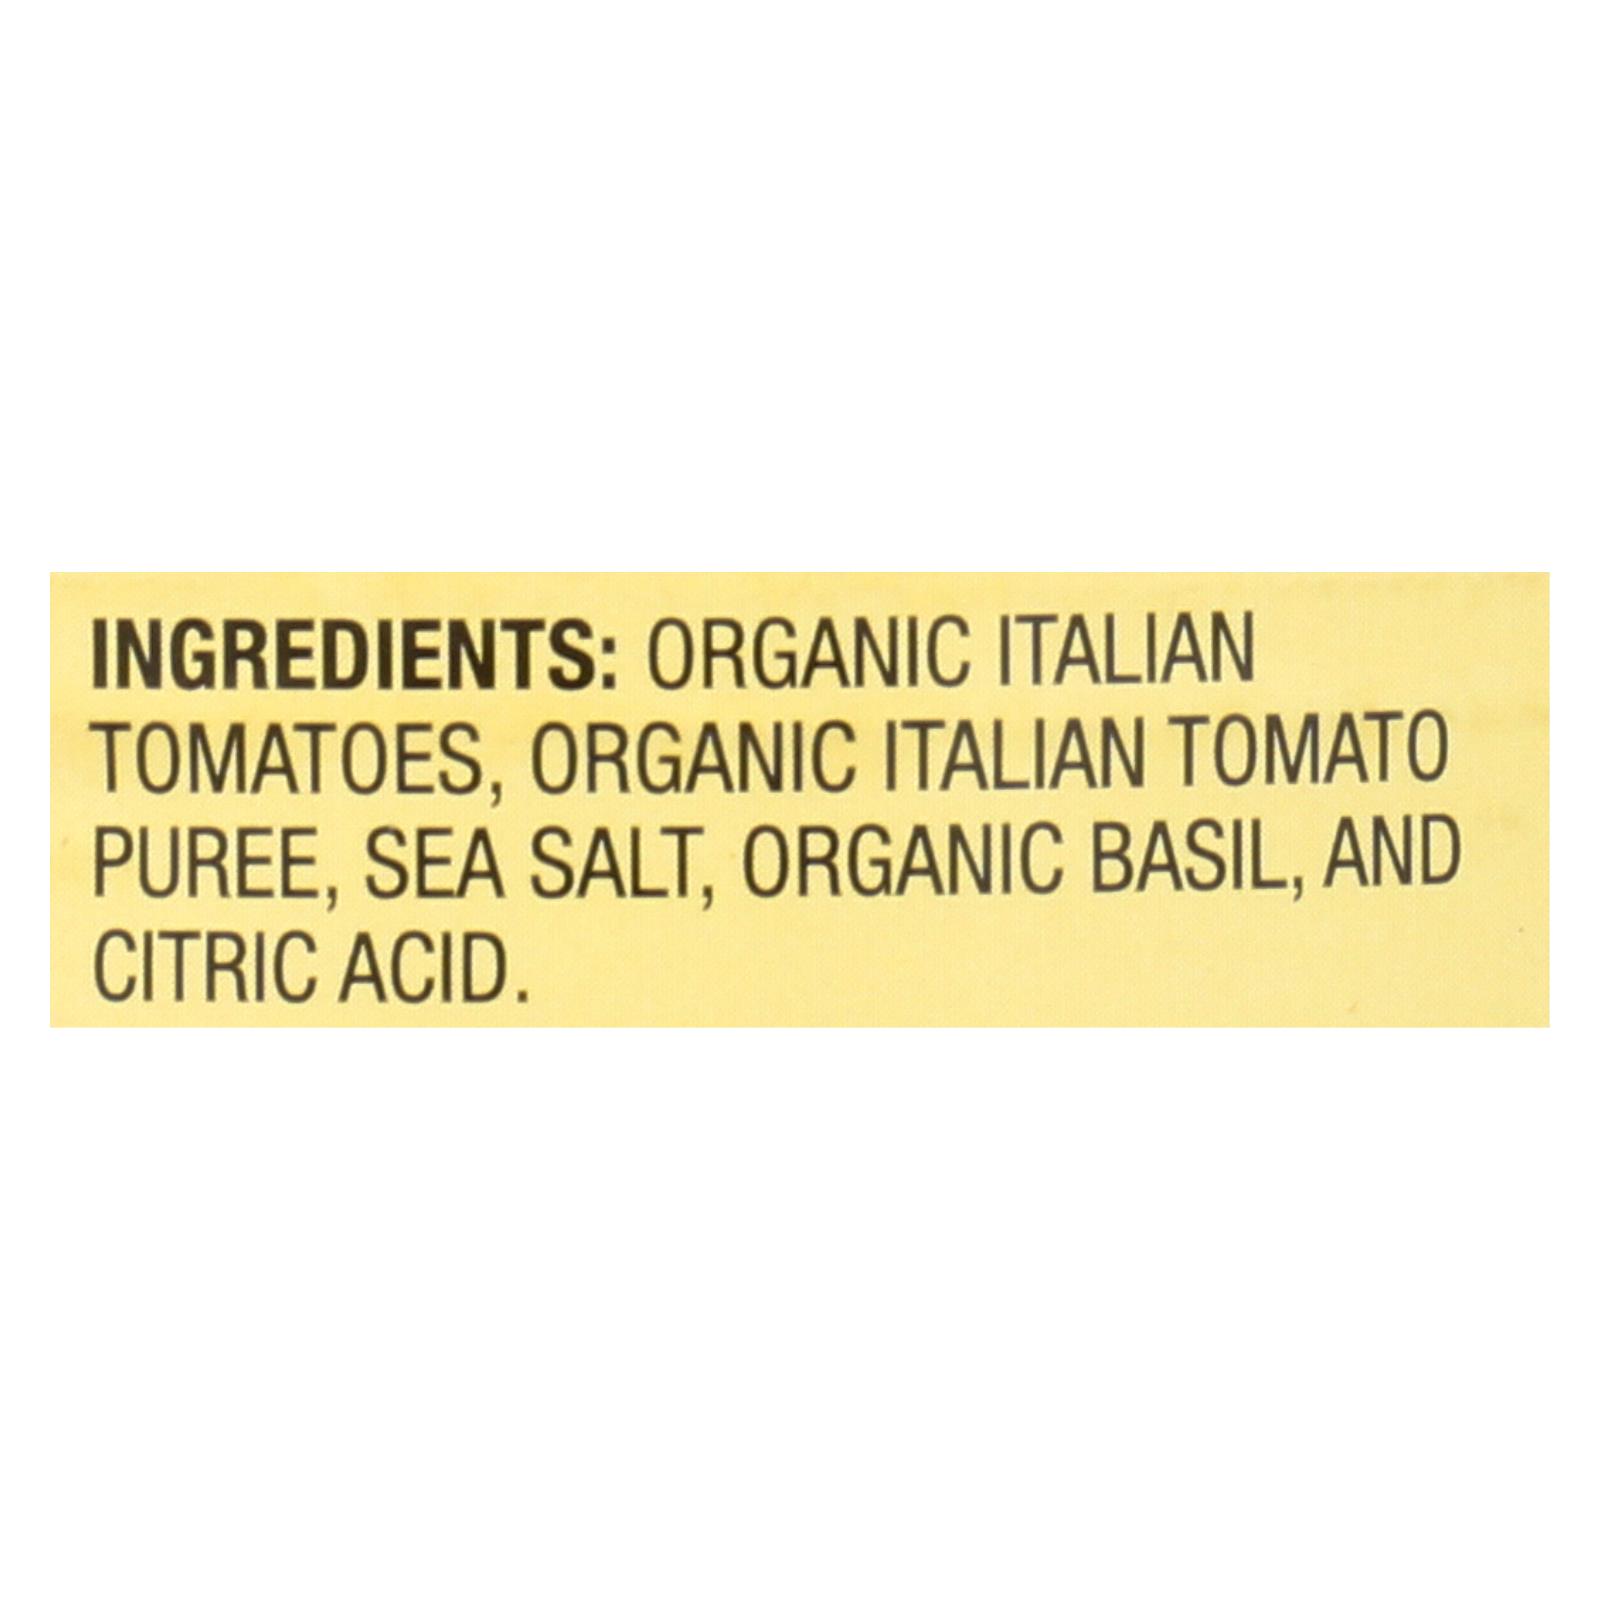 INGREDIENTS: ORGANIC ITALIAN
TOMATOES, ORGANIC ITALIAN TOMATO
PUREE, SEA SALT, ORGANIC BASIL, AND
CITRIC ACID.